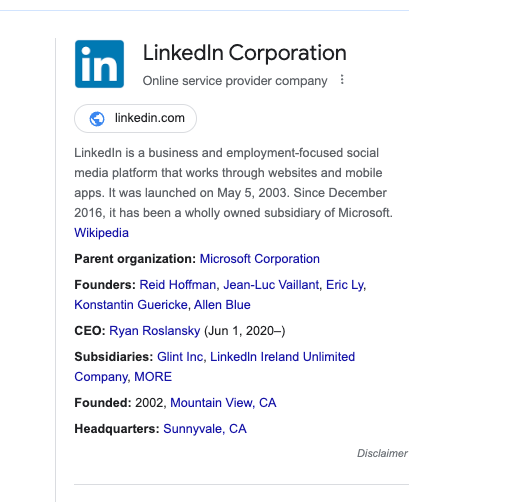 in
LinkedIn Corporation
Online service provider company
linkedin.com
LinkedIn is a business and employment-focused social
media platform that works through websites and mobile
apps. It was launched on May 5, 2003. Since December
2016, it has been a wholly owned subsidiary of Microsoft.
Wikipedia
Parent organization: Microsoft Corporation
Founders: Reid Hoffman, Jean-Luc Vaillant, Eric Ly,
Konstantin Guericke, Allen Blue
CEO: Ryan Roslansky (Jun 1, 2020–)
Subsidiaries: Glint Inc, LinkedIn Ireland Unlimited
Company, MORE
Founded: 2002, Mountain View, CA
Headquarters: Sunnyvale, CA
Disclaimer